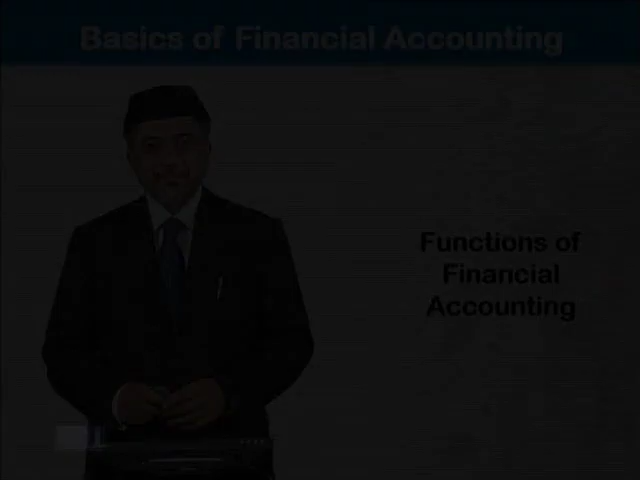 Basics of Financial Accounting
Functions of
Financial
Accounting